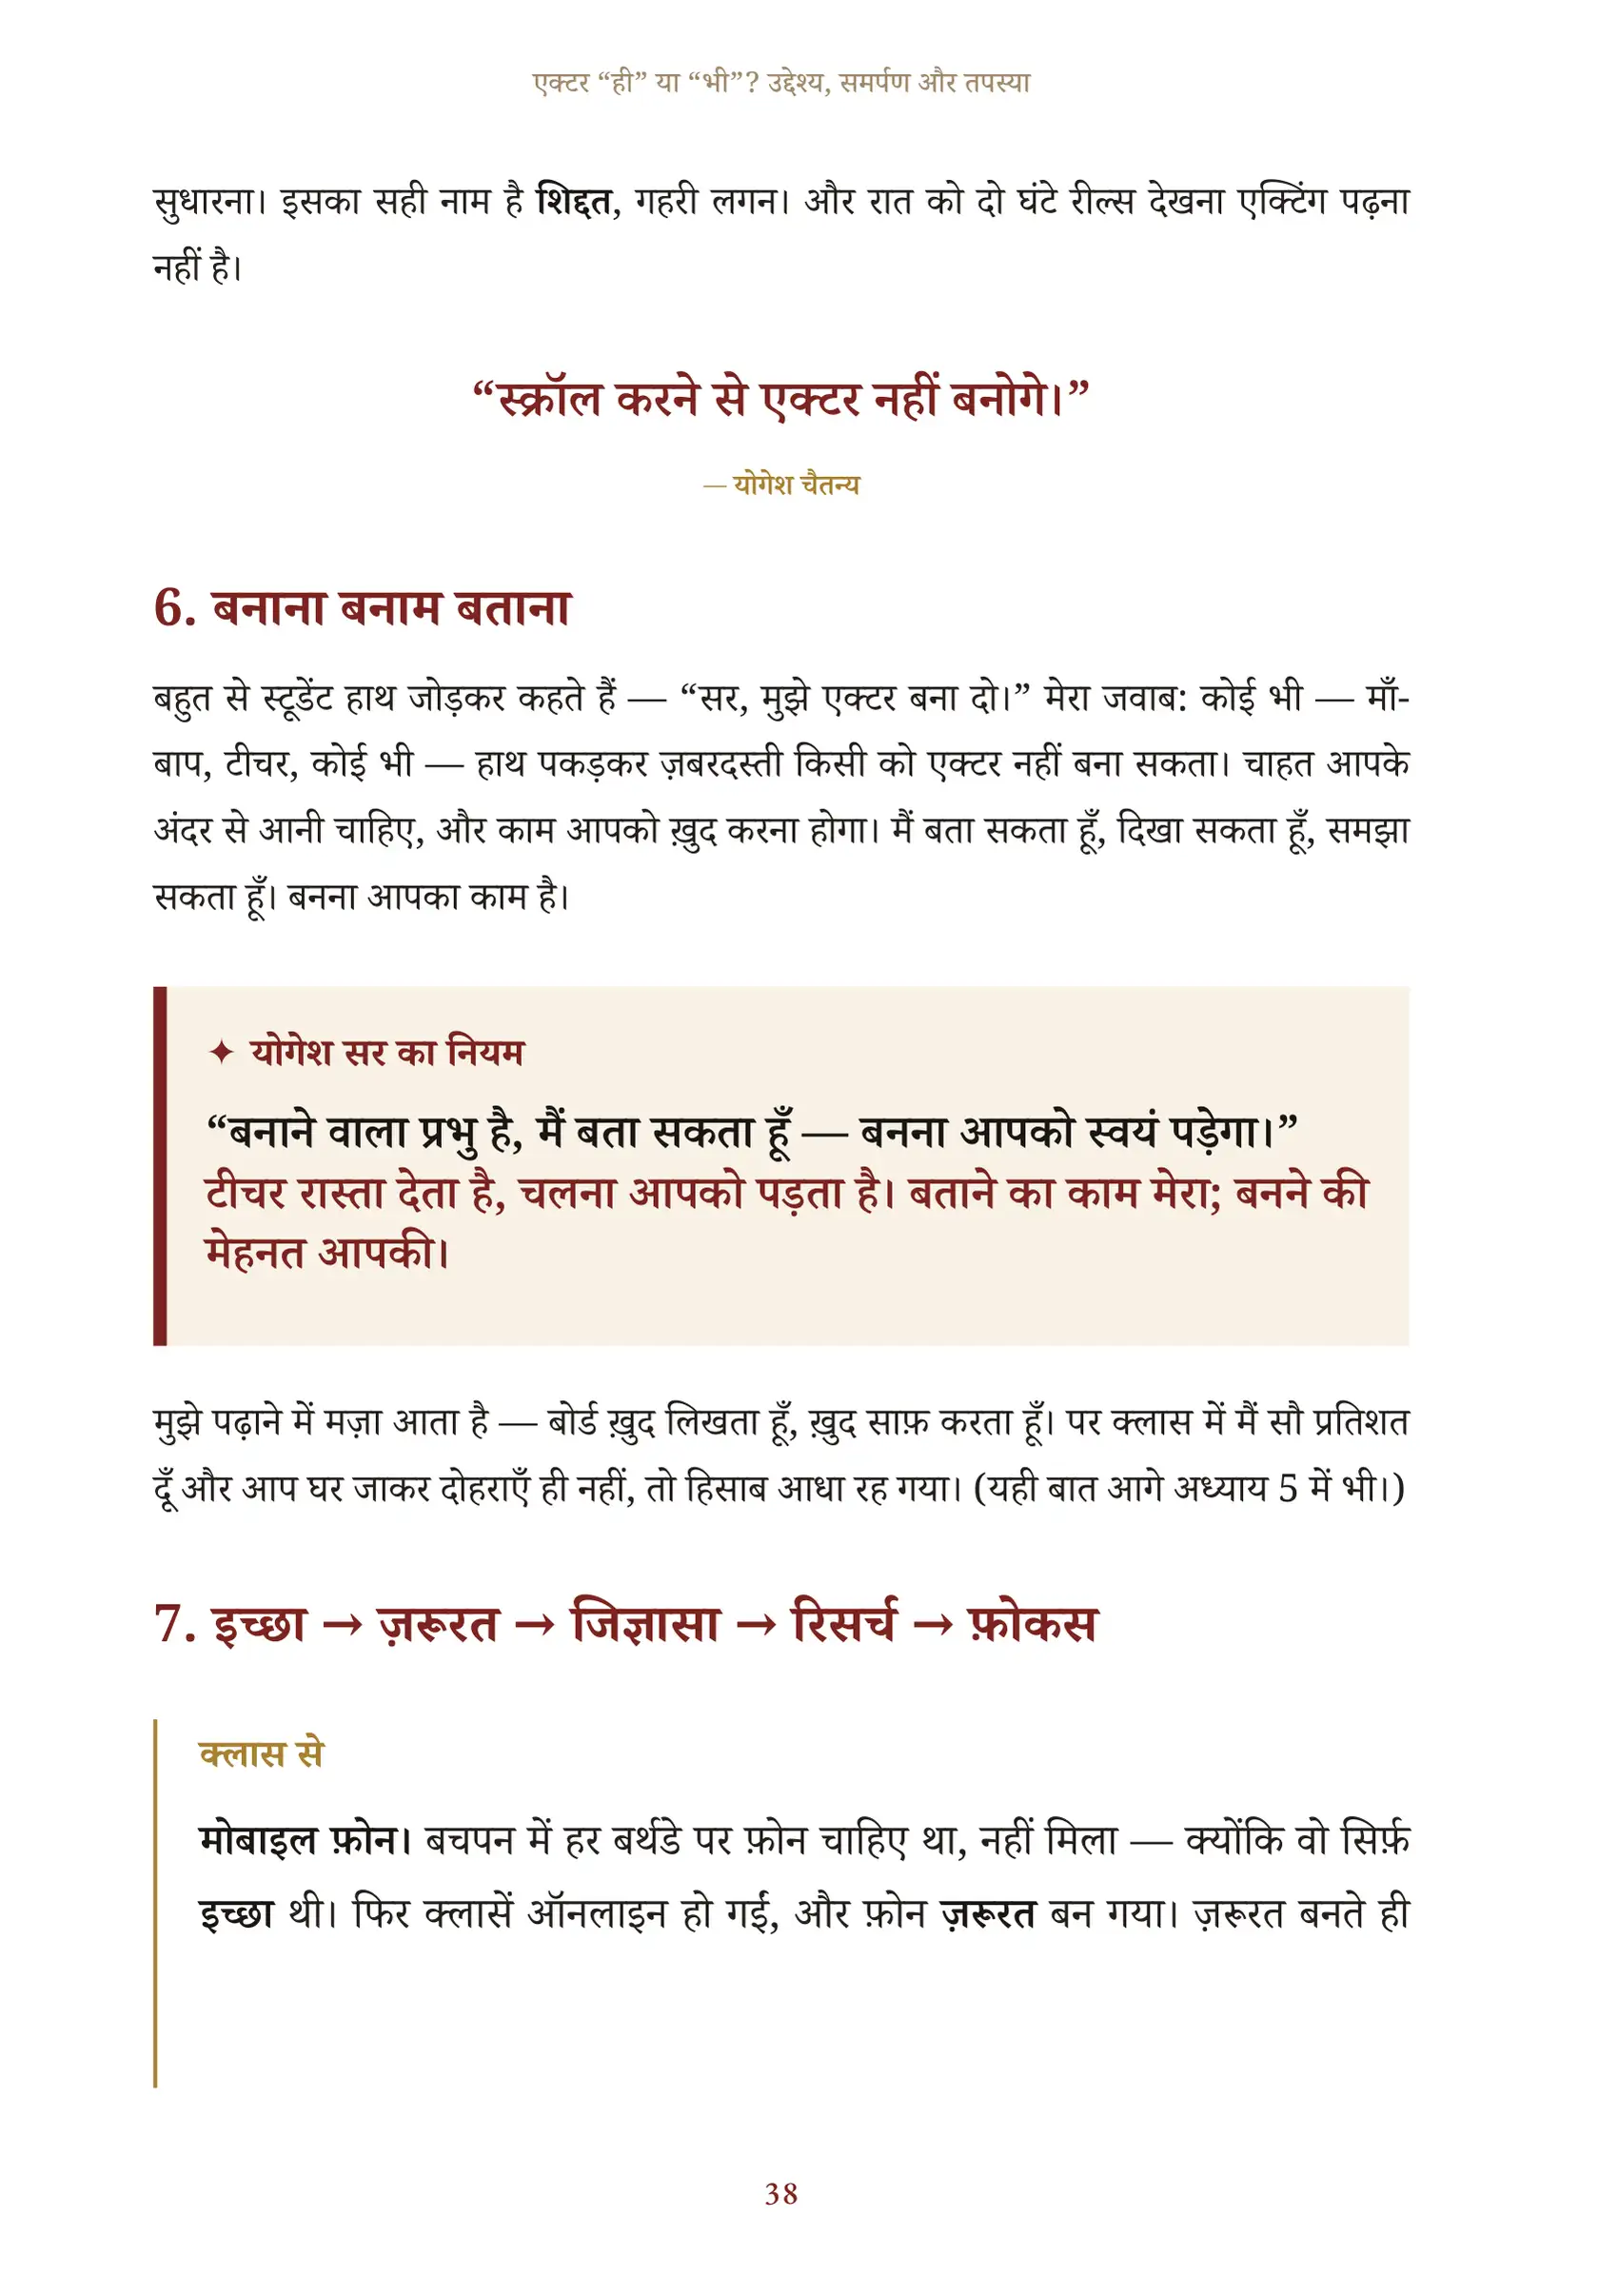 एक्टर “ही” या “भी”? उद्देश्य, समर्पण और तपस्या
सुधारना। इसका सही नाम है शिद्दत, गहरी लगन। और रात को दो घंटे रील्स देखना एक्टिंग पढ़ना
नहीं है।
“स्क्रॉल करने से एक्टर नहीं बनोगे।”
— योगेश चैतन्य
6. बनाना बनाम बताना
बहुत से स्टूडेंट हाथ जोड़कर कहते हैं — “सर, मुझे एक्टर बना दो।” मेरा जवाब: कोई भी — माँ-
बाप, टीचर, कोई भी — हाथ पकड़कर ज़बरदस्ती किसी को एक्टर नहीं बना सकता। चाहत आपके
अंदर से आनी चाहिए, और काम आपको ख़ुद करना होगा। मैं बता सकता हूँ, दिखा सकता हूँ, समझा
सकता हूँ। बनना आपका काम है।
✦ योगेश सर का नियम
“बनाने वाला प्रभु है, मैं बता सकता हूँ — बनना आपको स्वयं पड़ेगा।”
टीचर रास्ता देता है, चलना आपको पड़ता है। बताने का काम मेरा; बनने की
मेहनत आपकी।
मुझे पढ़ाने में मज़ा आता है — बोर्ड ख़ुद लिखता हूँ, ख़ुद साफ़ करता हूँ। पर क्लास में मैं सौ प्रतिशत
दूँ और आप घर जाकर दोहराएँ ही नहीं, तो हिसाब आधा रह गया। (यही बात आगे अध्याय 5 में भी।)
7. इच्छा → ज़रूरत → जिज्ञासा → रिसर्च → फ़ोकस
क्लास से
मोबाइल फ़ोन। बचपन में हर बर्थडे पर फ़ोन चाहिए था, नहीं मिला — क्योंकि वो सिर्फ़
इच्छा थी। फिर क्लासें ऑनलाइन हो गईं, और फ़ोन ज़रूरत बन गया। ज़रूरत बनते ही
38